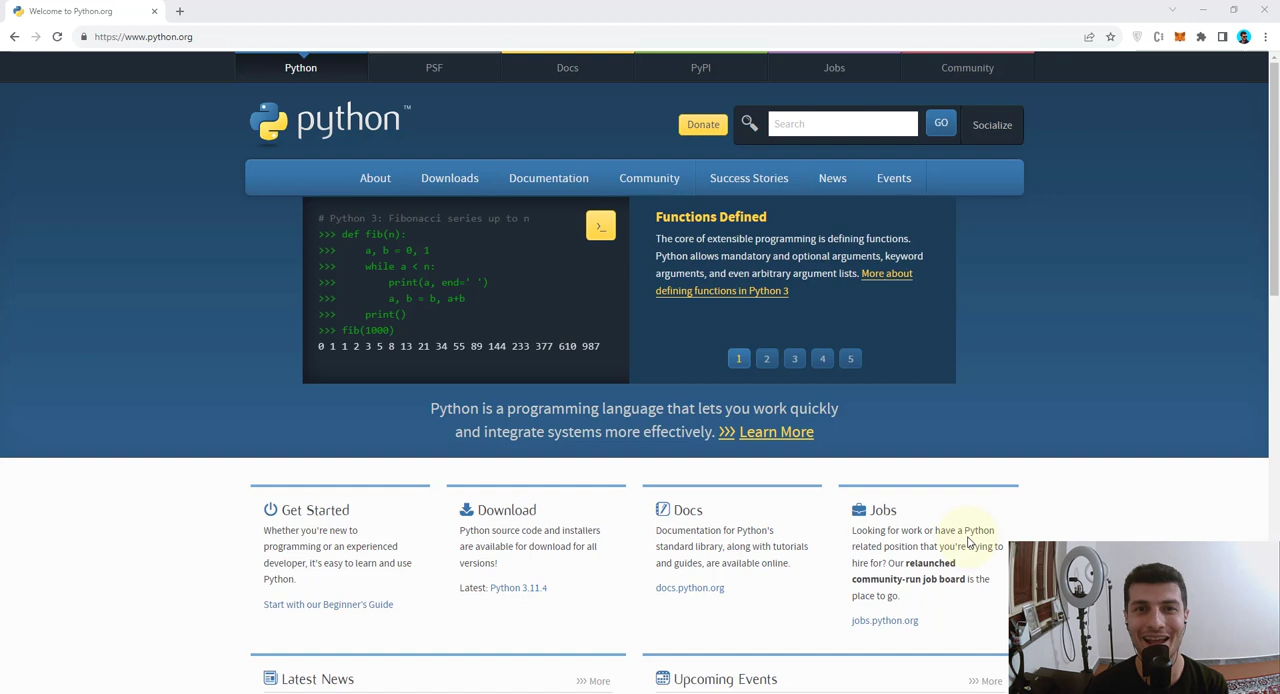 Welcome to Python.org
https://www.python.org
Python PSF Docs PyPI Jobs Community
python™
Donate
Search
GO
Socialize
About Downloads Documentation Community Success Stories News Events
# Python 3: Fibonacci series up to n
>>> def fib(n):
>>> a, b = 0, 1
>>> while a < n:
>>> print(a, end=' ')
>>> a, b = b, a+b
>>> print()
>>> fib(1000)
0 1 1 2 3 5 8 13 21 34 55 89 144 233 377 610 987
>_
Functions Defined
The core of extensible programming is defining functions.
Python allows mandatory and optional arguments, keyword
arguments, and even arbitrary argument lists. More about
defining functions in Python 3
1 2 3 4 5
Python is a programming language that lets you work quickly
and integrate systems more effectively. >>> Learn More
Get Started
Whether you're new to
programming or an experienced
developer, it's easy to learn and use
Python.
Start with our Beginner's Guide
Download
Python source code and installers
are available for download for all
versions!
Latest: Python 3.11.4
Docs
Documentation for Python's
standard library, along with tutorials
and guides, are available online.
docs.python.org
Jobs
Looking for work or have a Python
related position that you're trying to
hire for? Our relaunched
community-run job board is the
place to go.
jobs.python.org
Latest News
>>> More
Upcoming Events
>>> More